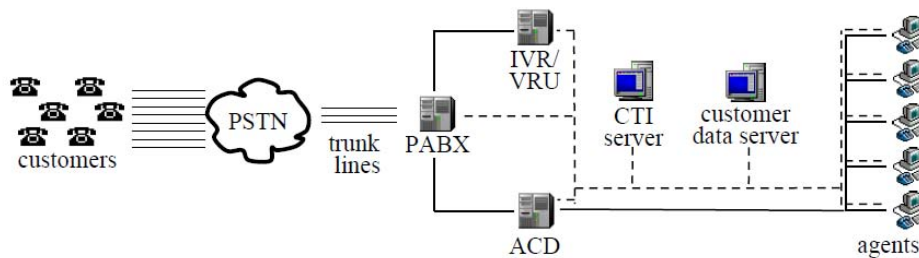 customers
PSTN
trunk
lines
PABX
IVR/
VRU
ACD
CTI
server
customer
data server
agents